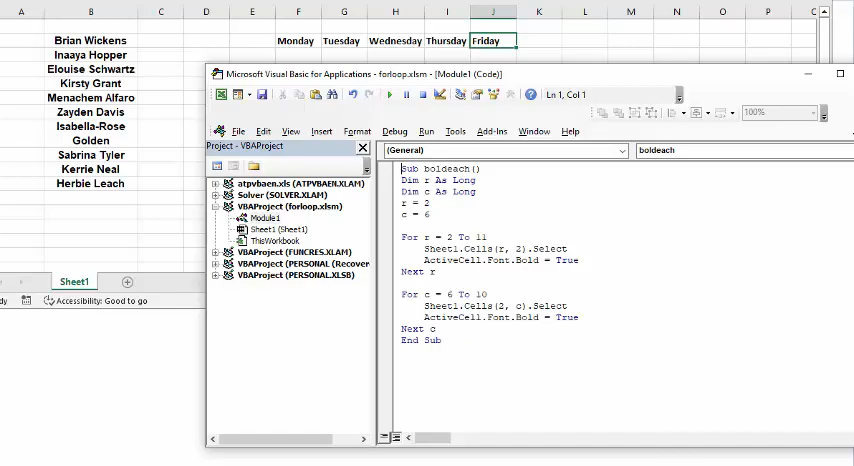 A B C D E F G H I J K L M N O P
Brian Wickens Monday Tuesday Wednesday Thursday Friday
Inaaya Hopper
Elouise Schwartz
Kirsty Grant
Menachem Alfaro
Zayden Davis
Isabella-Rose
Golden
Sabrina Tyler
Kerrie Neal
Herbie Leach
Sheet1
Accessibility: Good to go
Microsoft Visual Basic for Applications - forloop.xlsm - [Module1 (Code)]
Ln 1, Col 1
100%
File Edit View Insert Format Debug Run Tools Add-Ins Window Help
Project - VBAProject
atpvbaen.xls (ATPVBAEN.XLAM)
Solver (SOLVER.XLAM)
VBAProject (forloop.xlsm)
Module1
Sheet1 (Sheet1)
ThisWorkbook
VBAProject (FUNCRES.XLAM)
VBAProject (PERSONAL (Recover
VBAProject (PERSONAL.XLSB)
(General) boldeach
Sub boldeach()
Dim r As Long
Dim c As Long
r = 2
c = 6
For r = 2 To 11
Sheet1.Cells(r, 2).Select
ActiveCell.Font.Bold = True
Next r
For c = 6 To 10
Sheet1.Cells(2, c).Select
ActiveCell.Font.Bold = True
Next c
End Sub